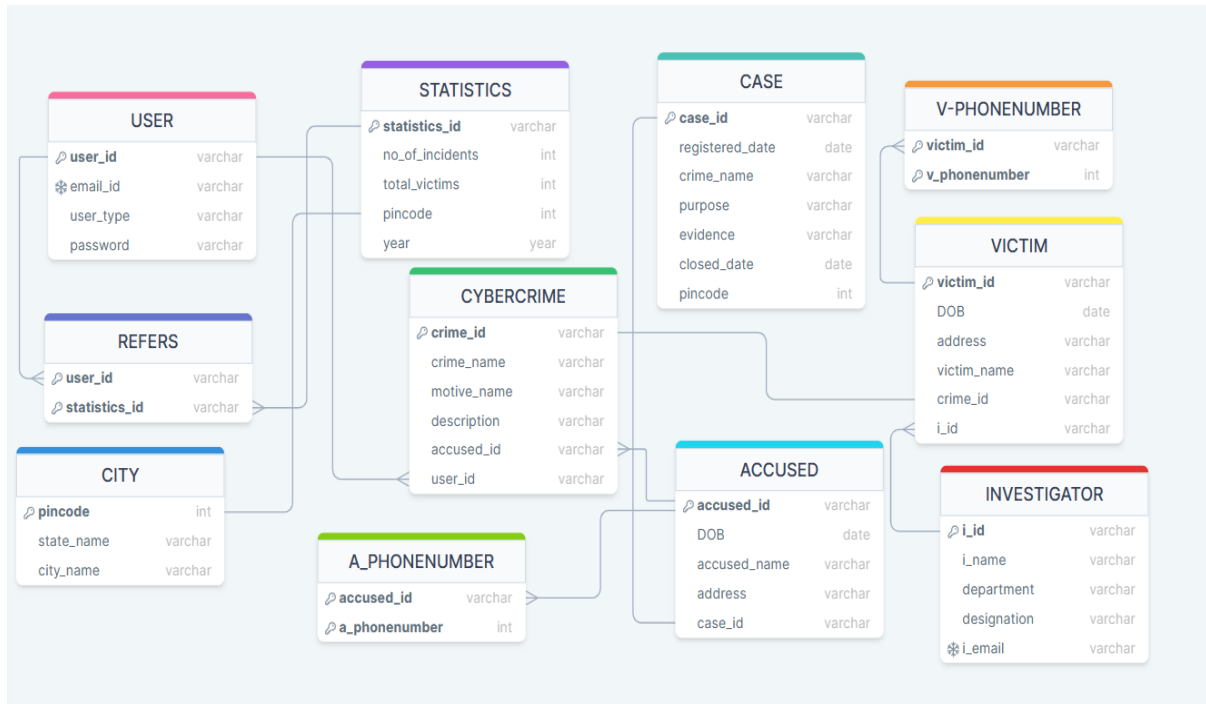 USER
user_id varchar
email_id varchar
user_type varchar
password varchar
STATISTICS
statistics_id varchar
no_of_incidents int
total_victims int
pincode int
year year
CASE
case_id varchar
registered_date date
crime_name varchar
purpose varchar
evidence varchar
closed_date date
pincode int
V-PHONENUMBER
victim_id varchar
v_phonenumber int
VICTIM
victim_id varchar
DOB date
address varchar
victim_name varchar
crime_id varchar
i_id varchar
CYBERCRIME
crime_id varchar
crime_name varchar
motive_name varchar
description varchar
accused_id varchar
user_id varchar
REFERS
user_id varchar
statistics_id varchar
CITY
pincode int
state_name varchar
city_name varchar
A_PHONENUMBER
accused_id varchar
a_phonenumber int
ACCUSED
accused_id varchar
DOB date
accused_name varchar
address varchar
case_id varchar
INVESTIGATOR
i_id varchar
i_name varchar
department varchar
designation varchar
i_email varchar